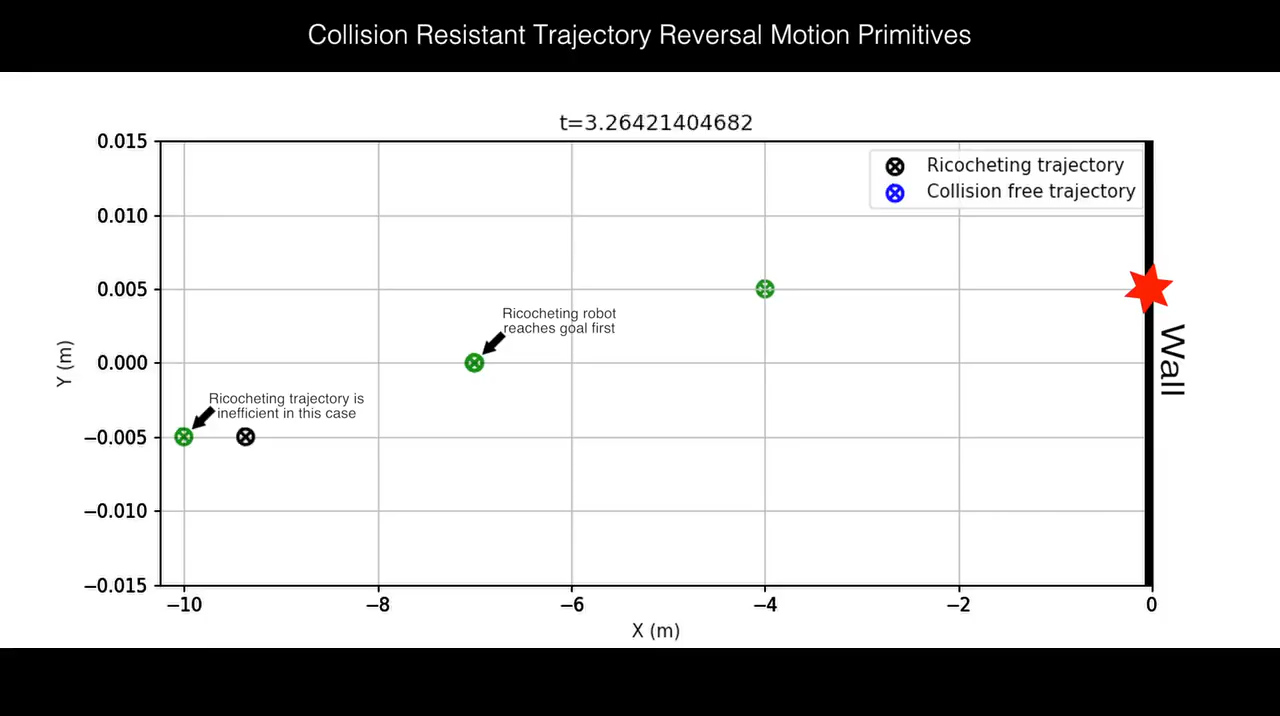 Collision Resistant Trajectory Reversal Motion Primitives
t=3.26421404682
0.015
Ricocheting trajectory
Collision free trajectory
0.010
0.005
Ricocheting robot
reaches goal first
0.000
Y (m)
Wall
Ricocheting trajectory is
inefficient in this case
−0.005
−0.010
−0.015
−10 −8 −6 −4 −2 0
X (m)